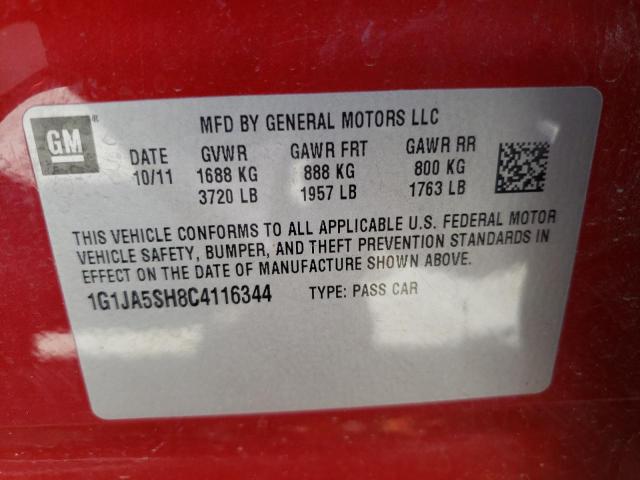 GM®
MFD BY GENERAL MOTORS LLC
DATE GVWR GAWR FRT GAWR RR
10/11 1688 KG 888 KG 800 KG
3720 LB 1957 LB 1763 LB
THIS VEHICLE CONFORMS TO ALL APPLICABLE U.S. FEDERAL MOTOR
VEHICLE SAFETY, BUMPER, AND THEFT PREVENTION STANDARDS IN
EFFECT ON THE DATE OF MANUFACTURE SHOWN ABOVE.
1G1JA5SH8C4116344 TYPE: PASS CAR